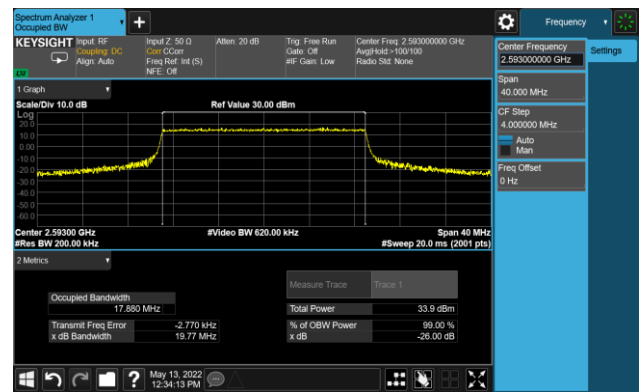 Spectrum Analyzer 1
Occupied BW
Frequency
KEYSIGHT
Input: RF
Coupling: DC
Align: Auto
Input Z: 50 Ω
Corr CCorr
Freq Ref: Int (S)
NFE: Off
Atten: 20 dB
Trig: Free Run
Gate: Off
#IF Gain: Low
Center Freq: 2.593000000 GHz
Avg|Hold:>100/100
Radio Std: None
Center Frequency
2.593000000 GHz
Settings
Span
40.000 MHz
CF Step
4.000000 MHz
Auto
Man
Freq Offset
0 Hz
1 Graph
Scale/Div 10.0 dB
Ref Value 30.00 dBm
Log
20.0
10.0
0.00
-10.0
-20.0
-30.0
-40.0
-50.0
-60.0
Center 2.59300 GHz
#Video BW 620.00 kHz
Span 40 MHz
#Res BW 200.00 kHz
#Sweep 20.0 ms (2001 pts)
2 Metrics
Measure Trace
Trace 1
Occupied Bandwidth
17.880 MHz
Total Power
33.9 dBm
Transmit Freq Error
-2.770 kHz
% of OBW Power
99.00 %
x dB Bandwidth
19.77 MHz
x dB
-26.00 dB
May 13, 2022
12:34:13 PM